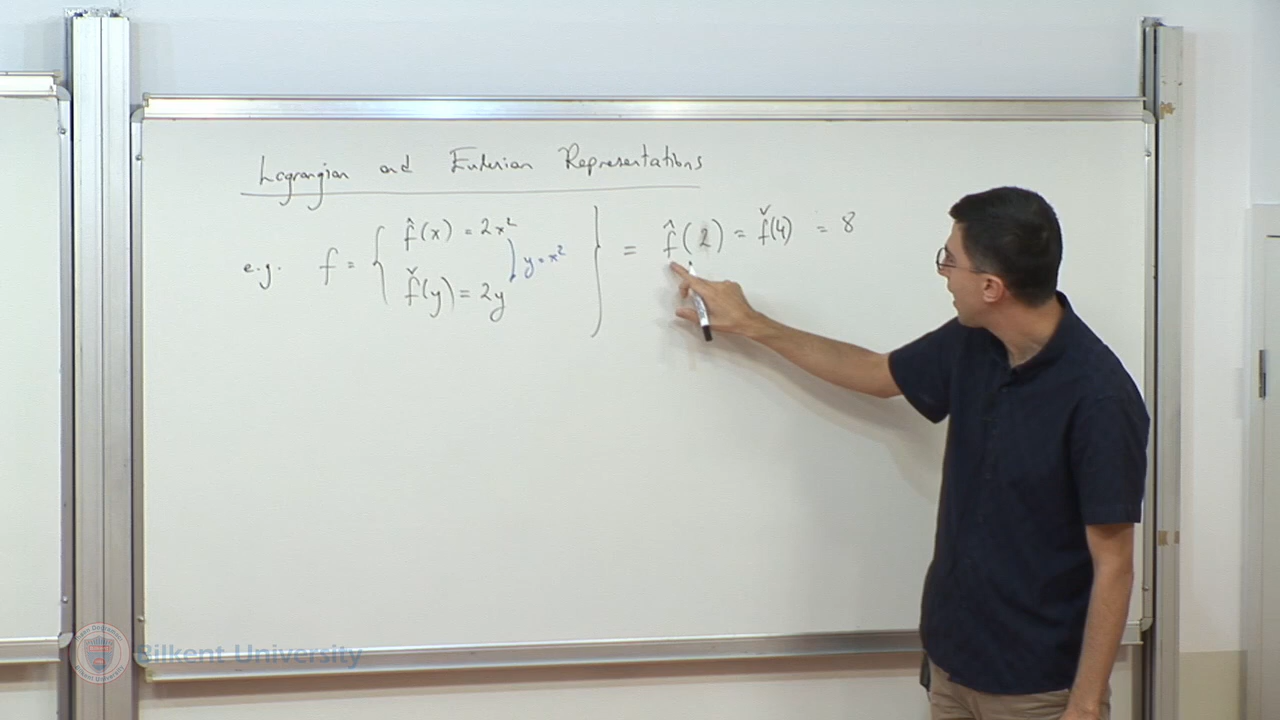 Lagrangian and Eulerian Representations
e.g. f = { f̂(x) = 2x² } = f̂(2) = f̌(4) = 8
y = x²
f̌(y) = 2y
Bilkent University